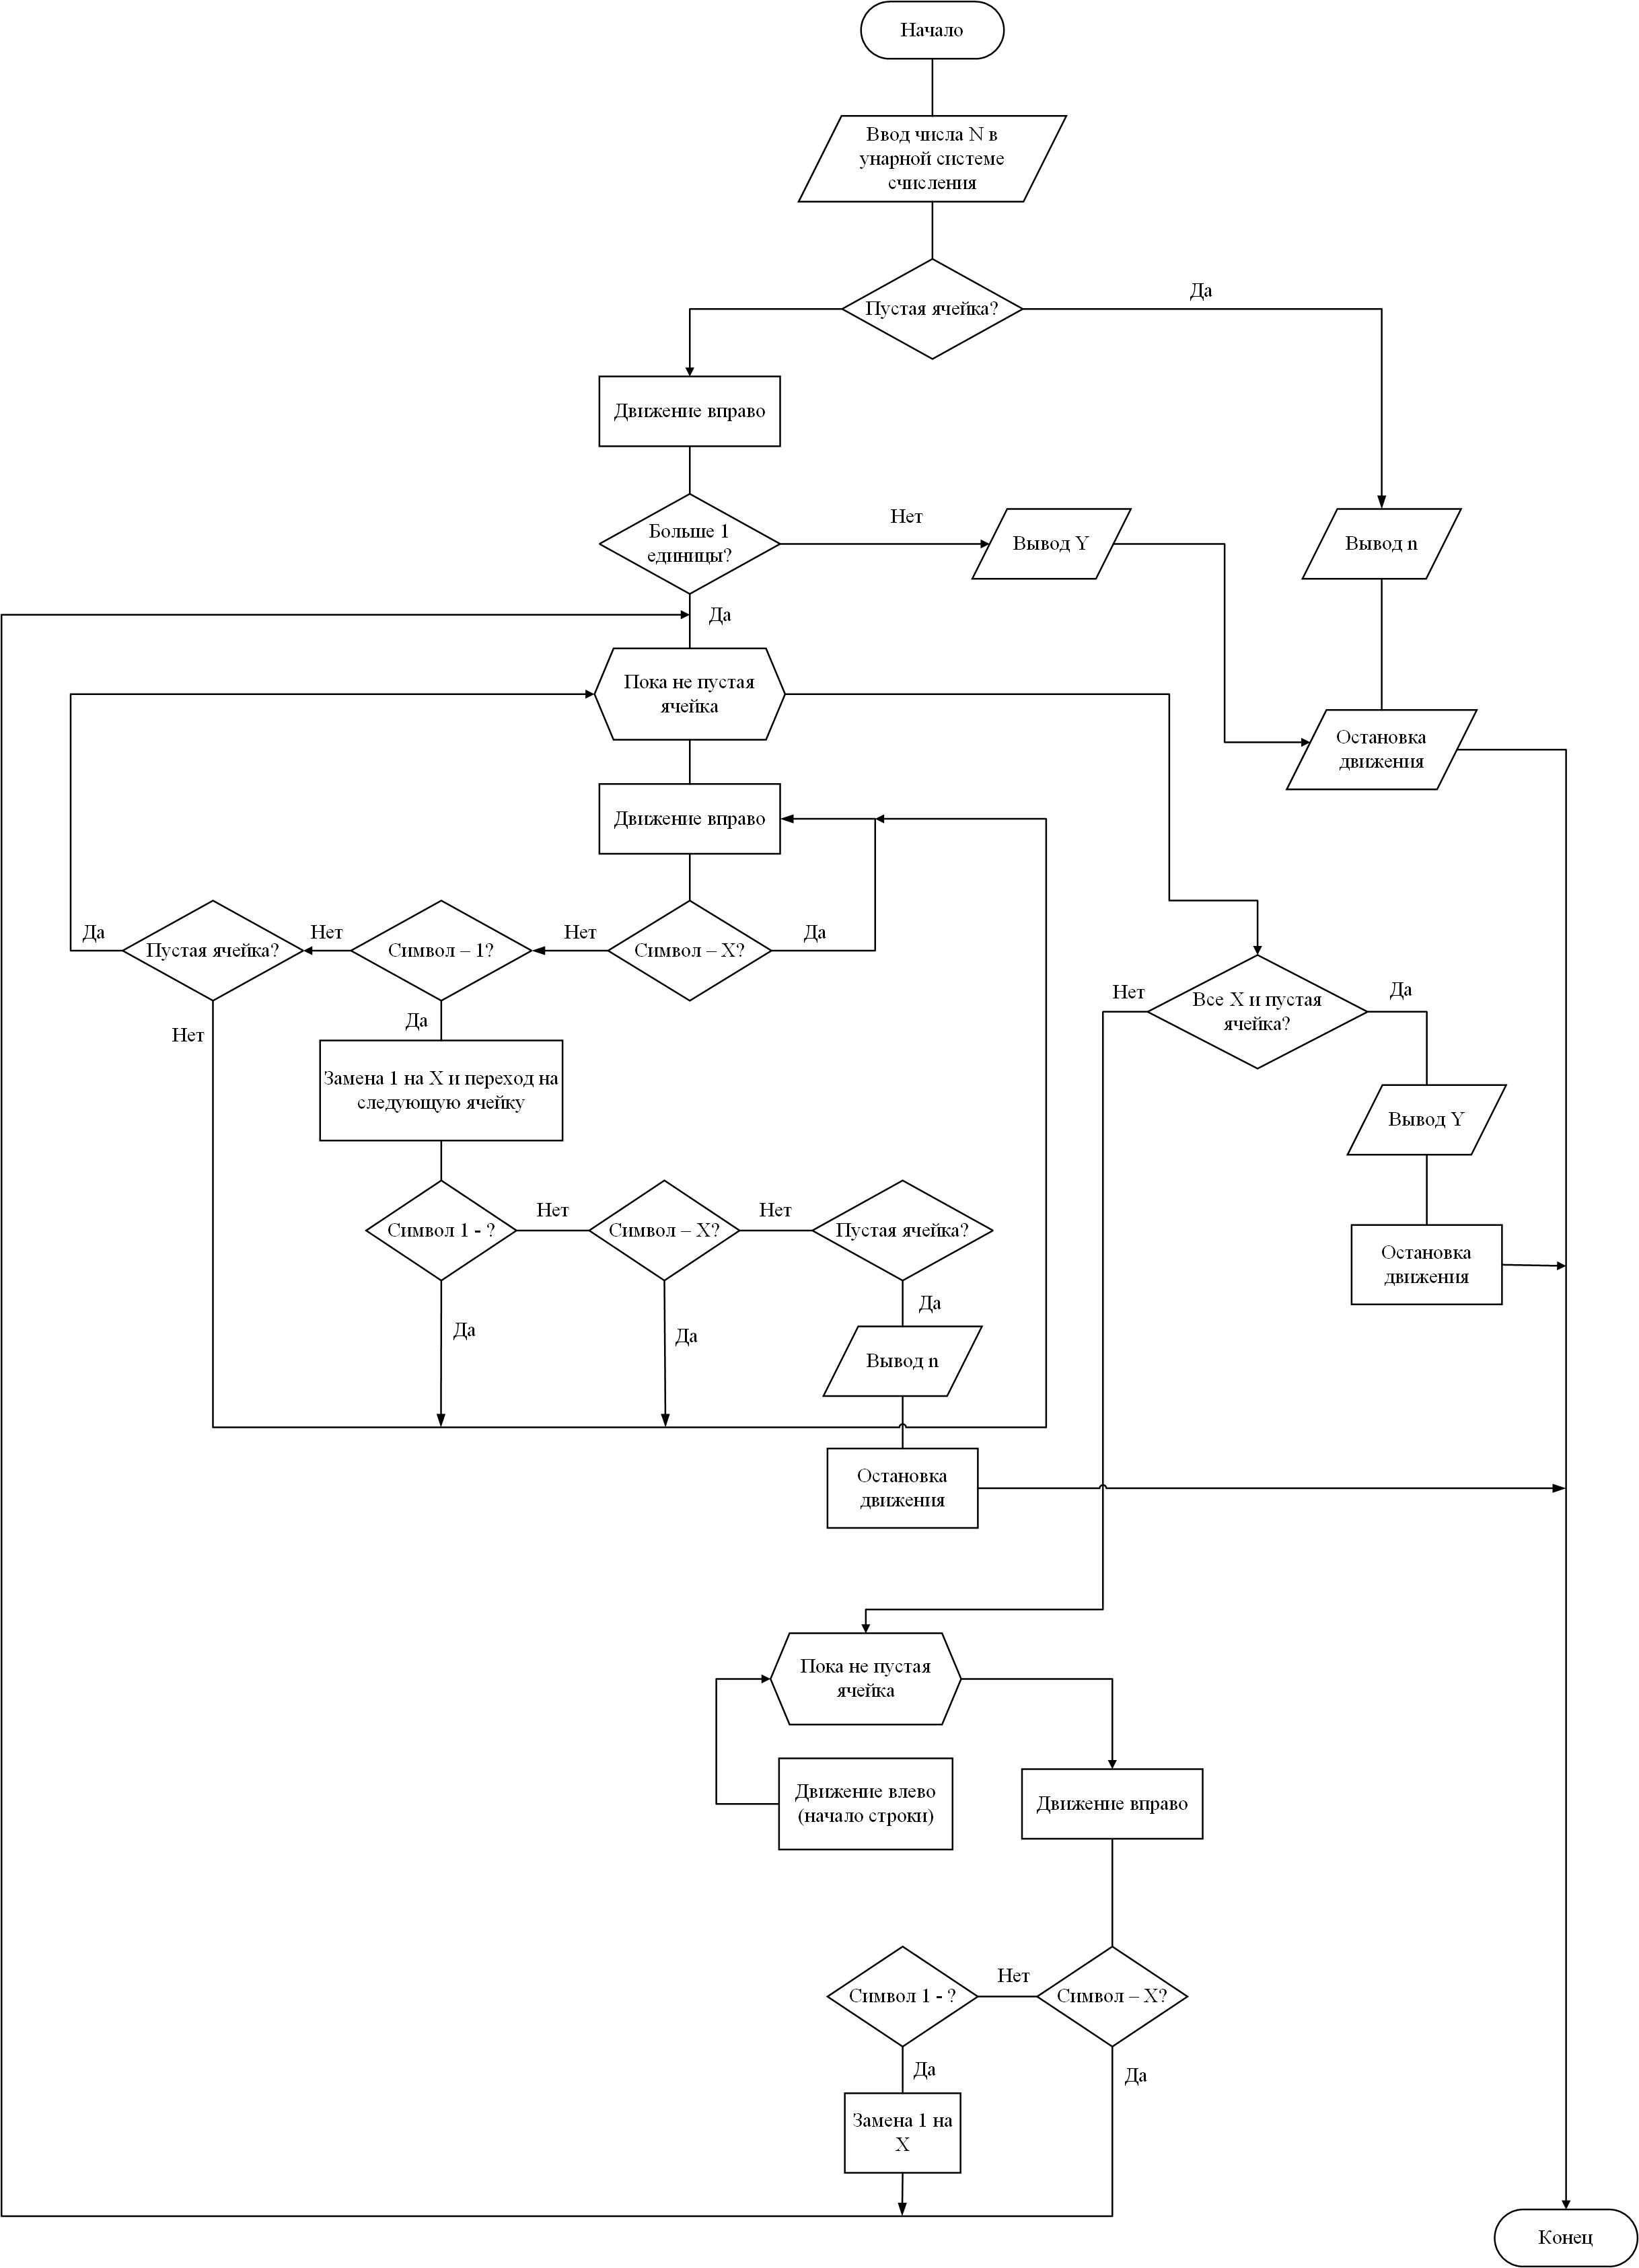 Начало
Ввод числа N в
унарной системе
счисления
Пустая ячейка?
Да
Движение вправо
Больше 1
единицы?
Нет
Вывод Y
Вывод n
Да
Пока не пустая
ячейка
Остановка
движения
Движение вправо
Да
Пустая ячейка?
Нет
Символ – 1?
Нет
Символ – X?
Да
Нет
Все X и пустая
ячейка?
Да
Нет
Да
Замена 1 на X и переход на
следующую ячейку
Вывод Y
Символ 1 - ?
Нет
Символ – X?
Нет
Пустая ячейка?
Остановка
движения
Да
Да
Да
Вывод n
Остановка
движения
Пока не пустая
ячейка
Движение влево
(начало строки)
Движение вправо
Символ 1 - ?
Нет
Символ – X?
Да
Да
Замена 1 на
X
Конец